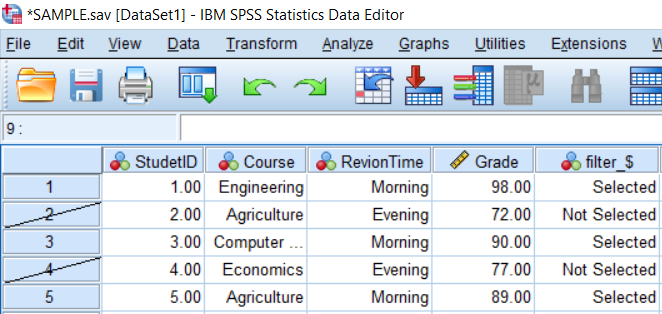 *SAMPLE.sav [DataSet1] - IBM SPSS Statistics Data Editor
File Edit View Data Transform Analyze Graphs Utilities Extensions W
9 :
StudetID Course RevionTime Grade filter_$
1 1.00 Engineering Morning 98.00 Selected
2 2.00 Agriculture Evening 72.00 Not Selected
3 3.00 Computer ... Morning 90.00 Selected
4 4.00 Economics Evening 77.00 Not Selected
5 5.00 Agriculture Morning 89.00 Selected